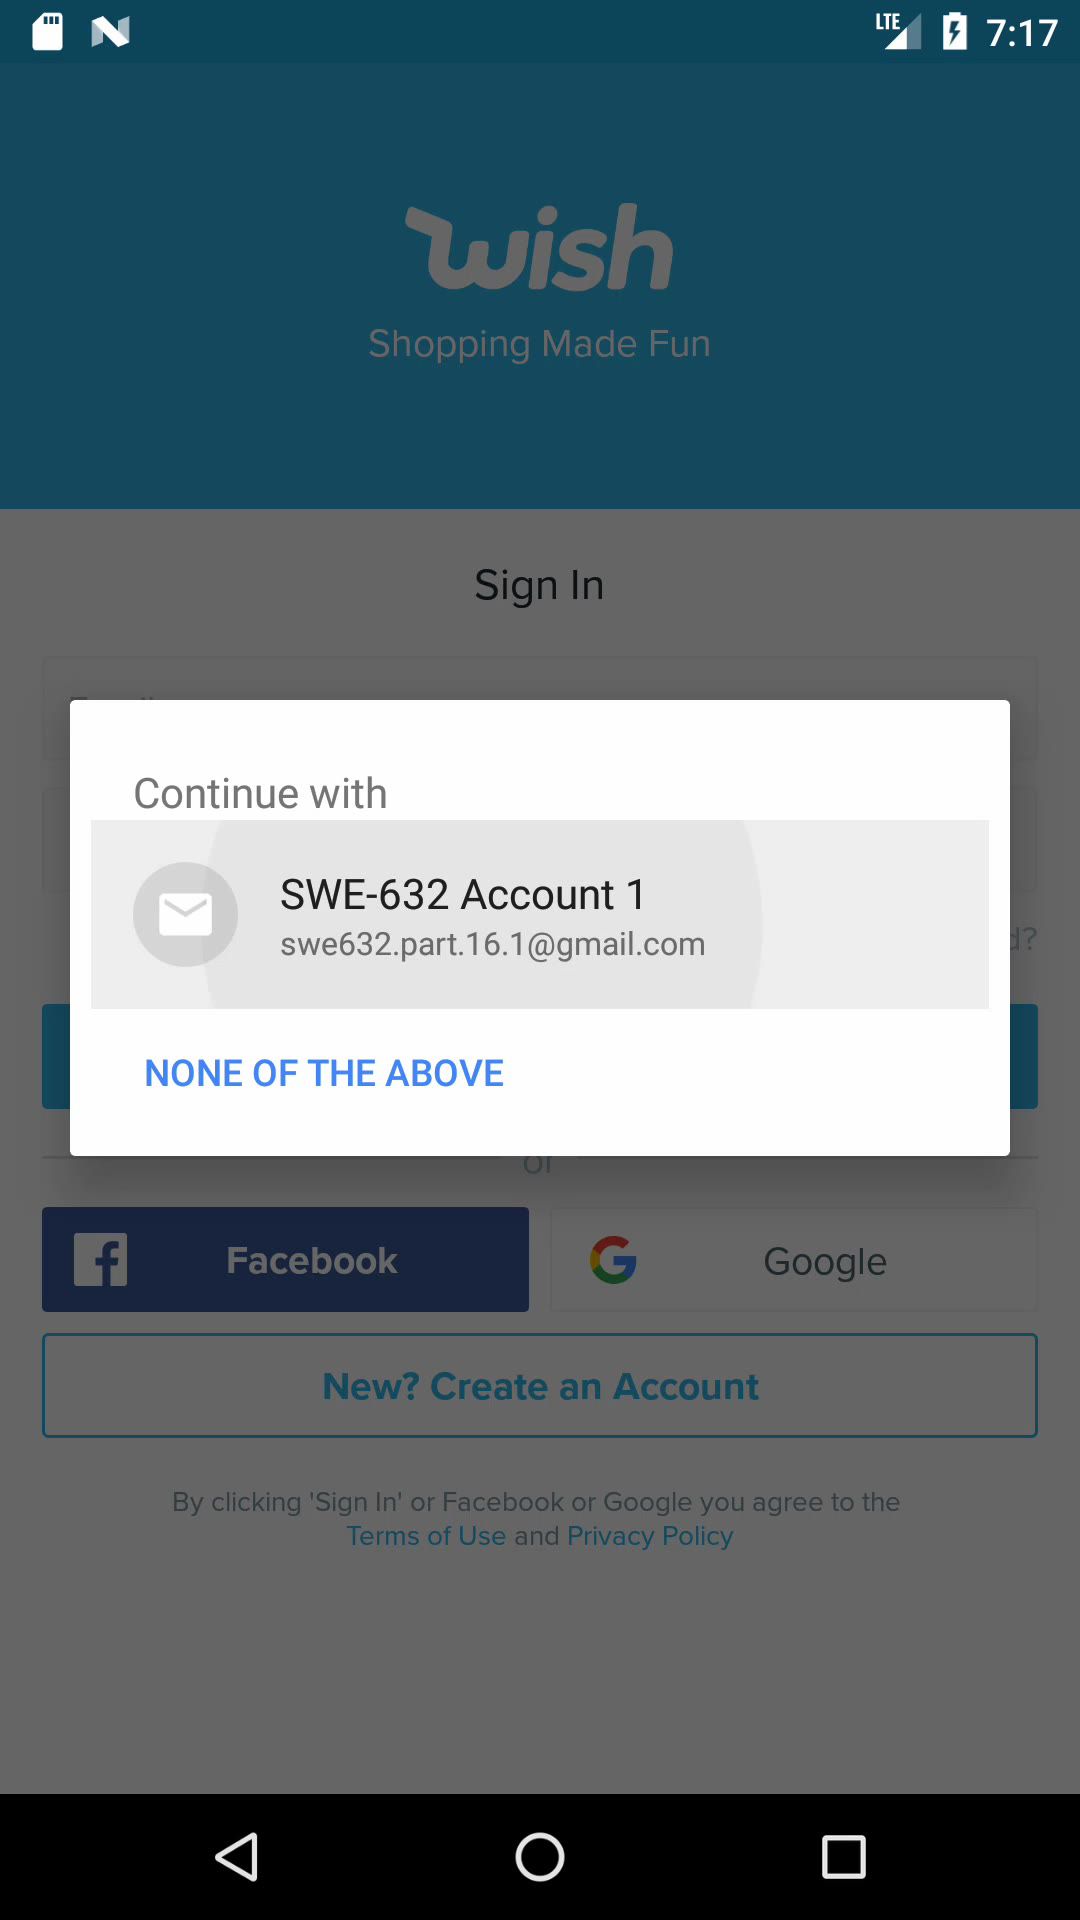 LTE 7:17
wish
Shopping Made Fun
Sign In
Continue with
SWE-632 Account 1
swe632.part.16.1@gmail.com
d?
NONE OF THE ABOVE
or
Facebook
Google
New? Create an Account
By clicking 'Sign In' or Facebook or Google you agree to the
Terms of Use and Privacy Policy